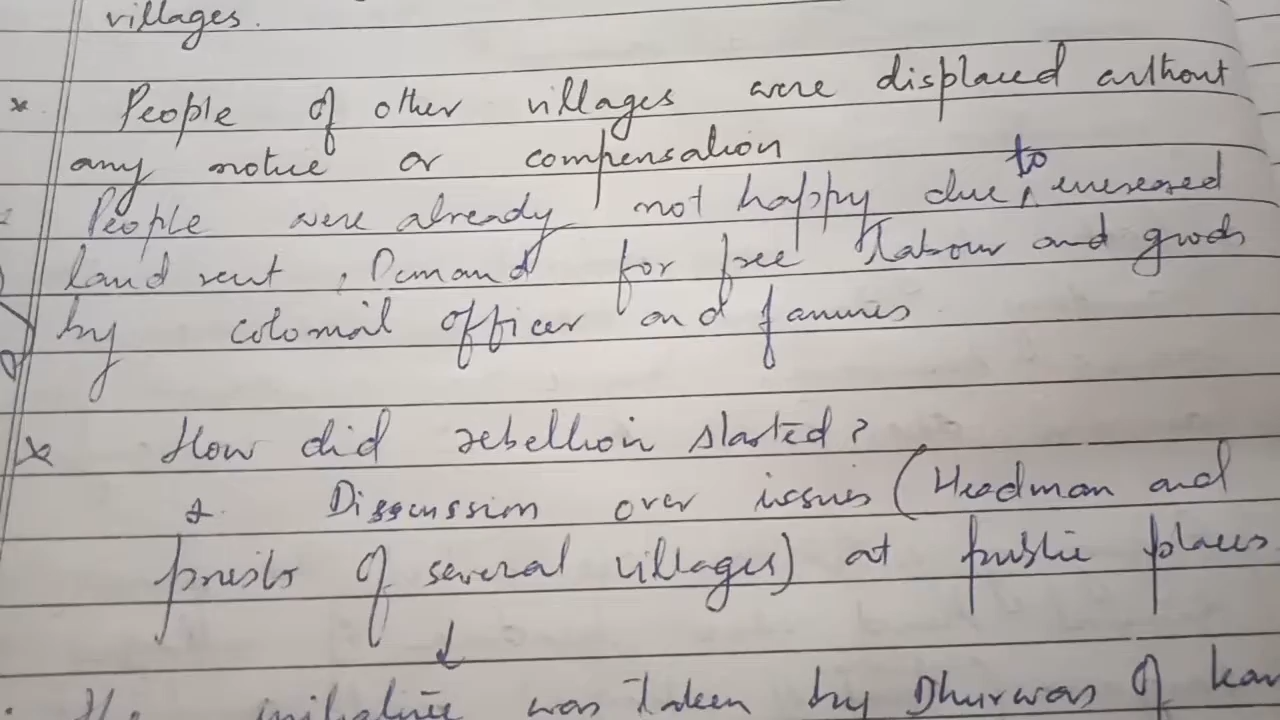 villages.
* People of other villages were displaced without
any notice or compensation
People were already not happy due to increased
land rent, Demand for free labour and goods
by colonial officer and famines
* How did rebellion started?
Discussion over issues (Headman and
priests of several villages) at public places
↓
initiative was taken by Dhurwas of